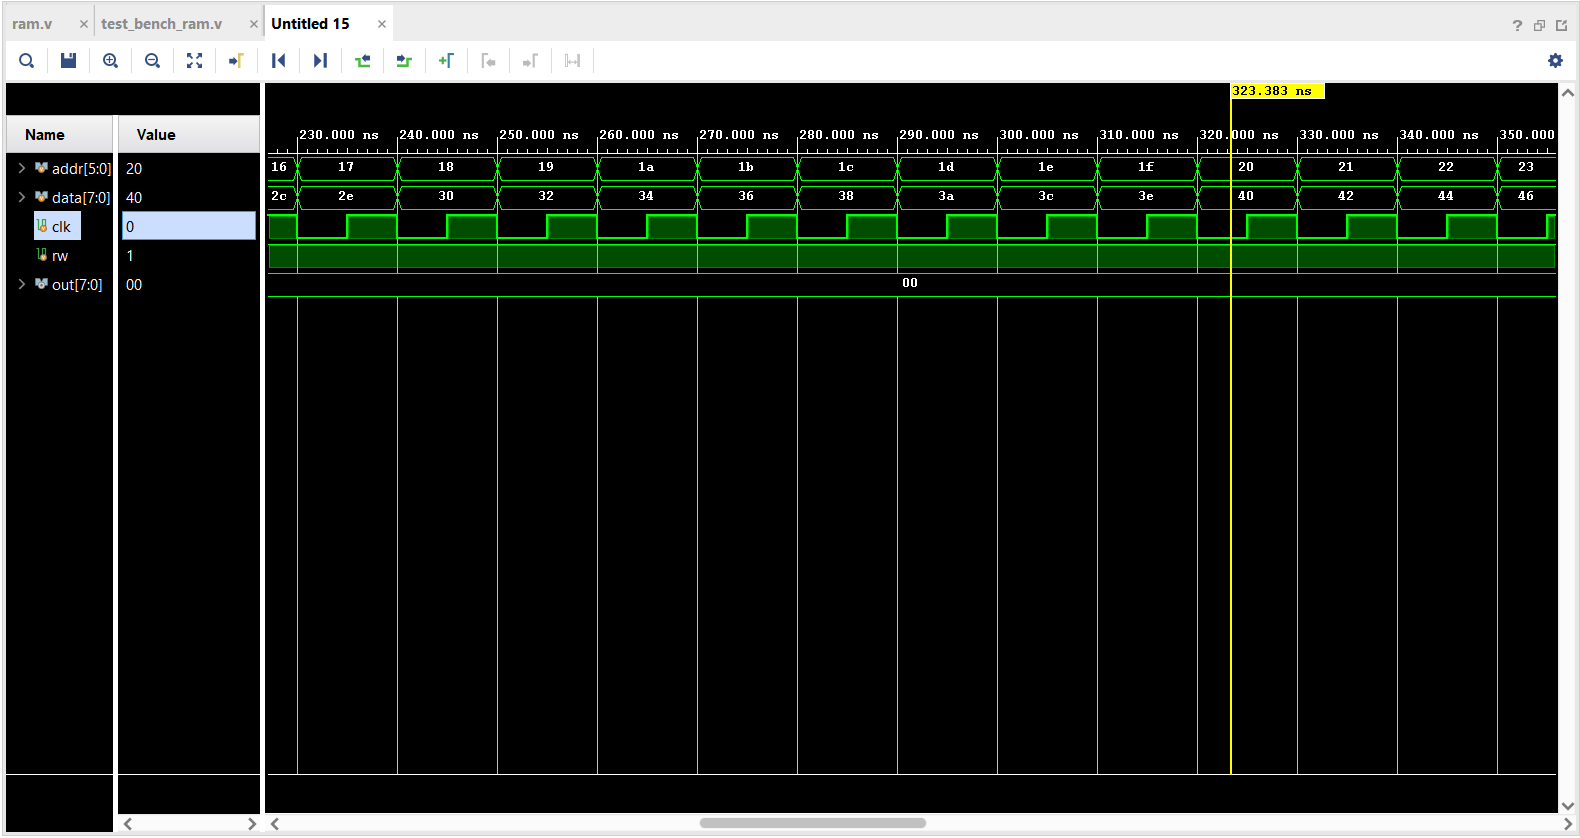 ram.v × test_bench_ram.v × Untitled 15 ×
?
323.383 ns
Name Value
230.000 ns 240.000 ns 250.000 ns 260.000 ns 270.000 ns 280.000 ns 290.000 ns 300.000 ns 310.000 ns 320.000 ns 330.000 ns 340.000 ns 350.000
addr[5:0] 20 16 17 18 19 1a 1b 1c 1d 1e 1f 20 21 22 23
data[7:0] 40 2c 2e 30 32 34 36 38 3a 3c 3e 40 42 44 46
clk 0
rw 1
out[7:0] 00 00